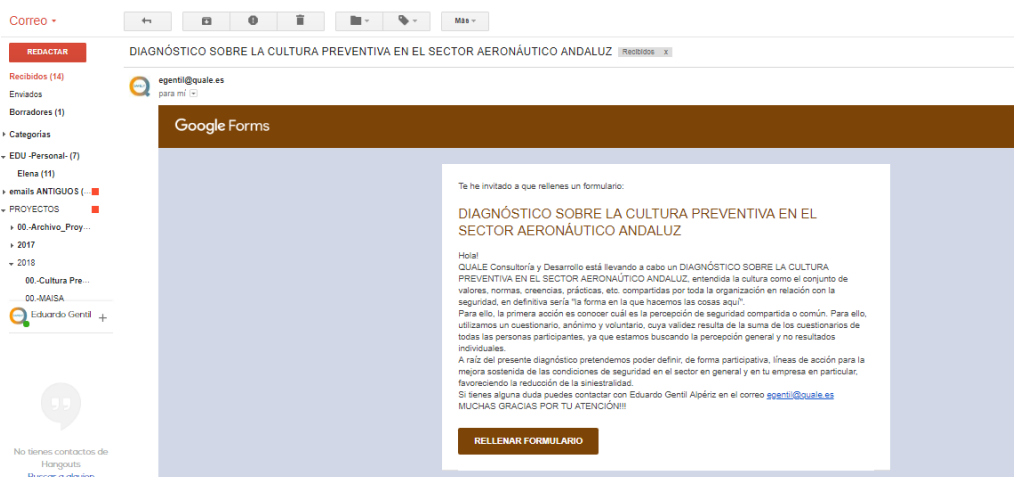 Correo
Más
REDACTAR
DIAGNÓSTICO SOBRE LA CULTURA PREVENTIVA EN EL SECTOR AERONÁUTICO ANDALUZ Recibidos x
Recibidos (14)
Enviados
Borradores (1)
Categorías
EDU -Personal- (7)
Elena (11)
emails ANTIGUOS (...
PROYECTOS
00.-Archivo_Proy...
2017
2018
00.-Cultura Pre...
00.-MAISA
Eduardo Gentil
No tienes contactos de
Hangouts
Buscar a alguien
egentil@quale.es
para mí
Google Forms
Te he invitado a que rellenes un formulario:
DIAGNÓSTICO SOBRE LA CULTURA PREVENTIVA EN EL
SECTOR AERONÁUTICO ANDALUZ
Hola!
QUALE Consultoría y Desarrollo está llevando a cabo un DIAGNÓSTICO SOBRE LA CULTURA
PREVENTIVA EN EL SECTOR AERONÁUTICO ANDALUZ, entendida la cultura como el conjunto de
valores, normas, creencias, prácticas, etc. compartidas por toda la organización en relación con la
seguridad, en definitiva sería "la forma en la que hacemos las cosas aquí".
Para ello, la primera acción es conocer cuál es la percepción de seguridad compartida o común. Para ello,
utilizamos un cuestionario, anónimo y voluntario, cuya validez resulta de la suma de los cuestionarios de
todas las personas participantes, ya que estamos buscando la percepción general y no resultados
individuales.
A raíz del presente diagnóstico pretendemos poder definir, de forma participativa, líneas de acción para la
mejora sostenida de las condiciones de seguridad en el sector en general y en tu empresa en particular,
favoreciendo la reducción de la siniestralidad.
Si tienes alguna duda puedes contactar con Eduardo Gentil Alpériz en el correo egentil@quale.es
MUCHAS GRACIAS POR TU ATENCIÓN!!!
RELLENAR FORMULARIO